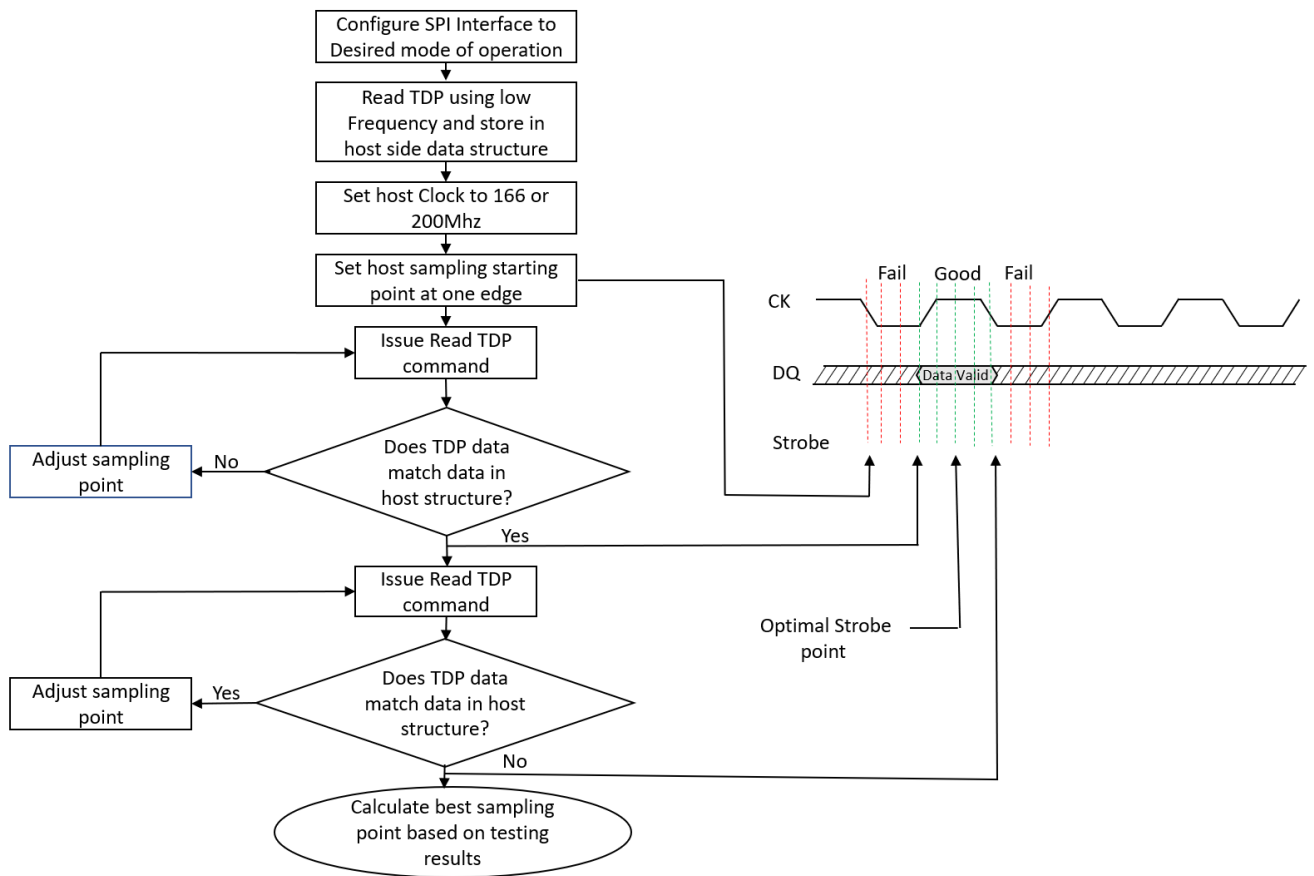 Configure SPI Interface to
Desired mode of operation
Read TDP using low
Frequency and store in
host side data structure
Set host Clock to 166 or
200Mhz
Set host sampling starting
point at one edge
Issue Read TDP
command
Does TDP data
match data in
host structure?
No
Adjust sampling
point
Yes
Issue Read TDP
command
Does TDP data
match data in host
structure?
Yes
Adjust sampling
point
No
Calculate best sampling
point based on testing
results
Fail
Good
Fail
CK
DQ
Data Valid
Strobe
Optimal Strobe
point